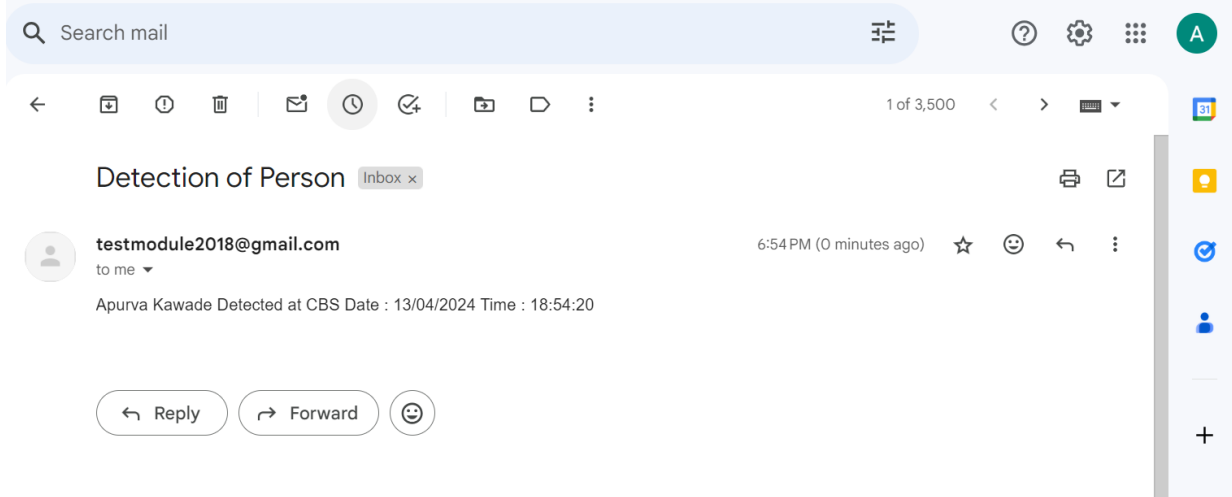 Search mail
A
1 of 3,500
31
Detection of Person Inbox ×
testmodule2018@gmail.com
6:54 PM (0 minutes ago)
to me
Apurva Kawade Detected at CBS Date : 13/04/2024 Time : 18:54:20
Reply
Forward